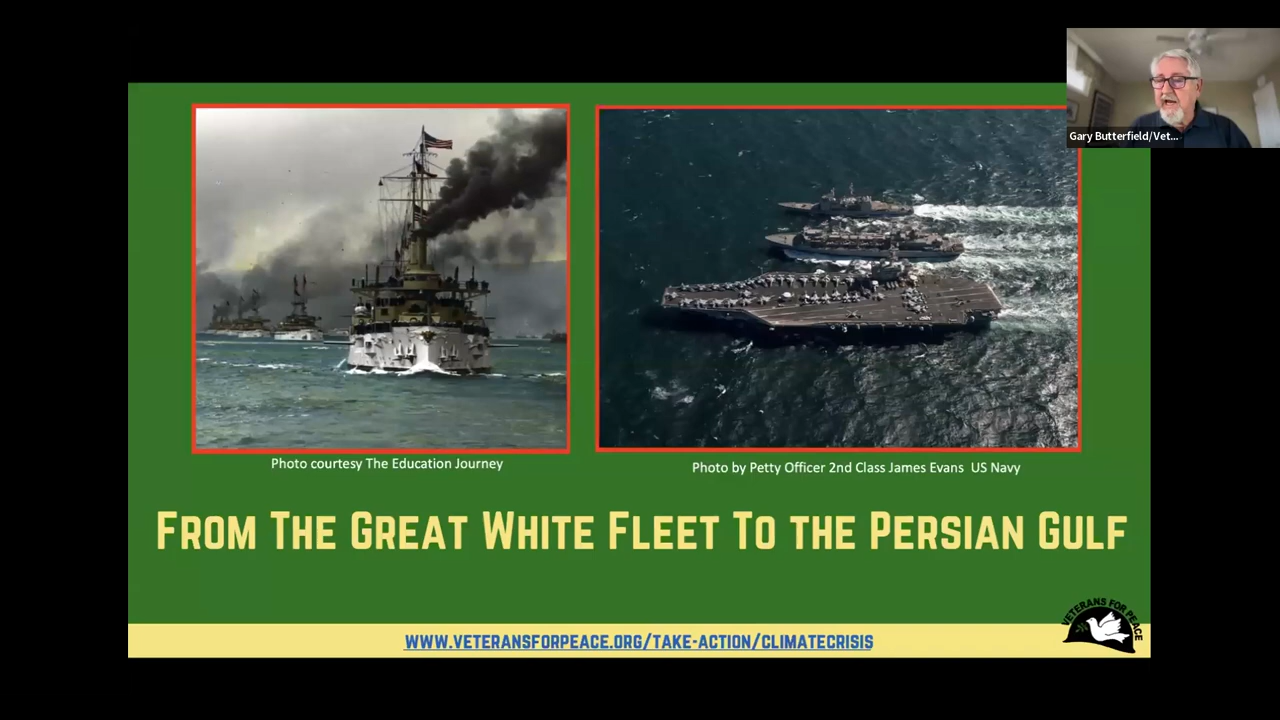 Gary Butterfield/Vet...
Photo courtesy The Education Journey
Photo by Petty Officer 2nd Class James Evans US Navy
FROM THE GREAT WHITE FLEET TO THE PERSIAN GULF
VETERANS FOR PEACE
WWW.VETERANSFORPEACE.ORG/TAKE-ACTION/CLIMATECRISIS